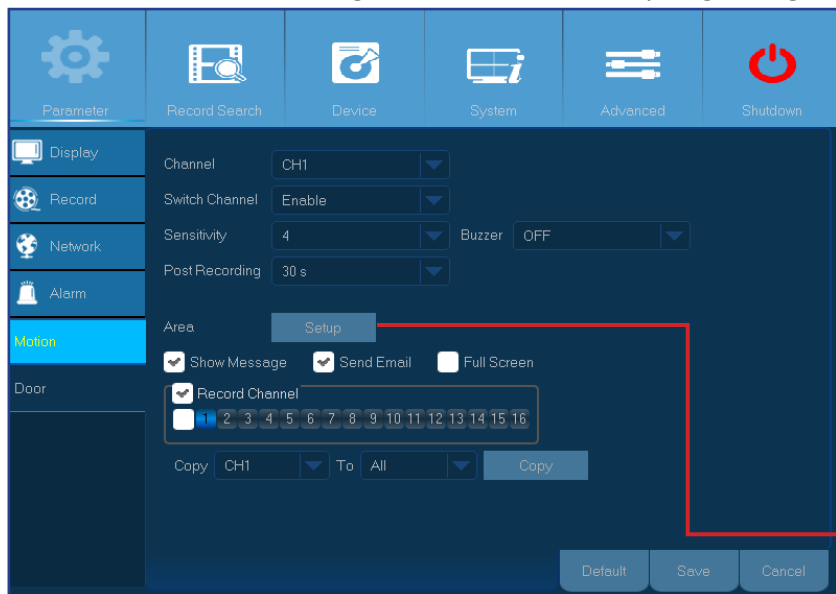 Parameter Record Search Device System Advanced Shutdown
Display
Record
Network
Alarm
Motion
Door
Channel CH1
Switch Channel Enable
Sensitivity 4 Buzzer OFF
Post Recording 30 s
Area Setup
Show Message Send Email Full Screen
Record Channel
1 2 3 4 5 6 7 8 9 10 11 12 13 14 15 16
Copy CH1 To All Copy
Default Save Cancel